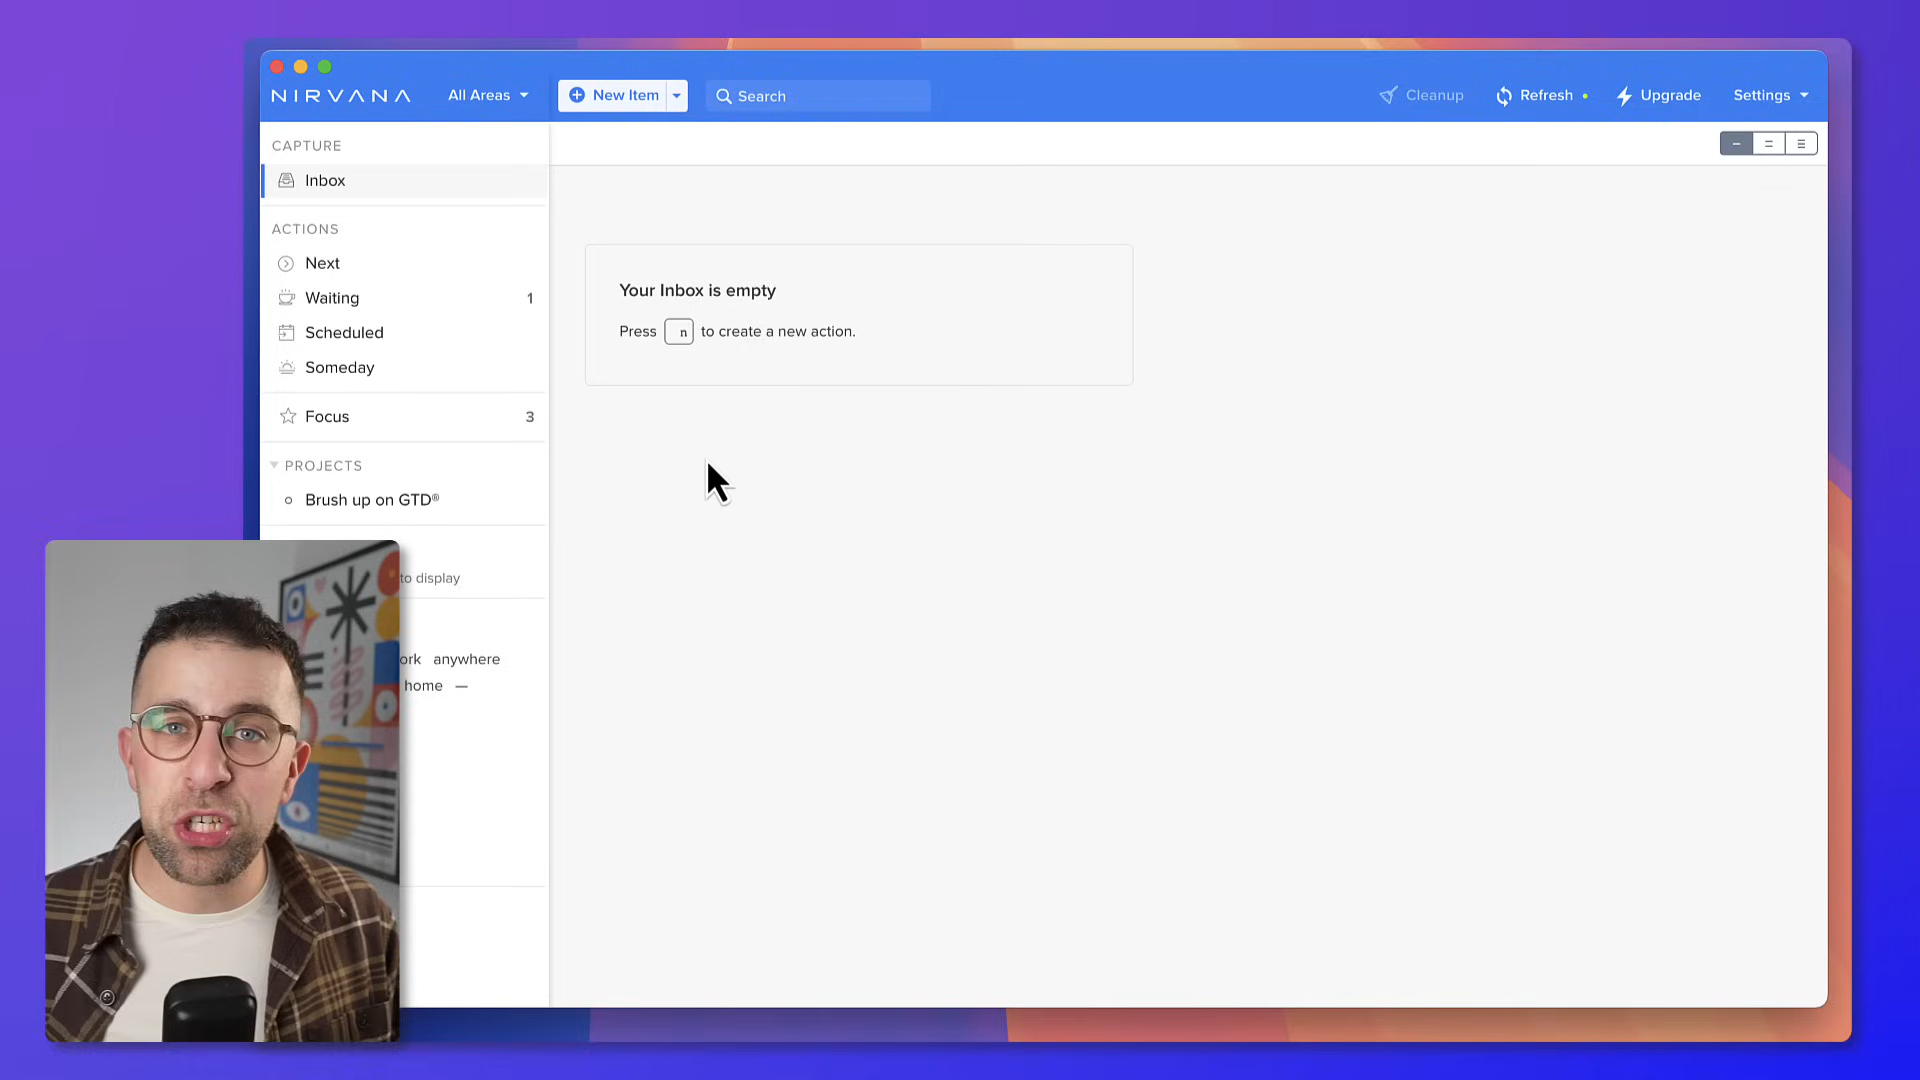 NIRVANA
All Areas
New Item
Search
Cleanup
Refresh
Upgrade
Settings
CAPTURE
Inbox
ACTIONS
Next
Waiting 1
Scheduled
Someday
Focus 3
PROJECTS
Brush up on GTD®
to display
ork anywhere
home —
Your Inbox is empty
Press n to create a new action.